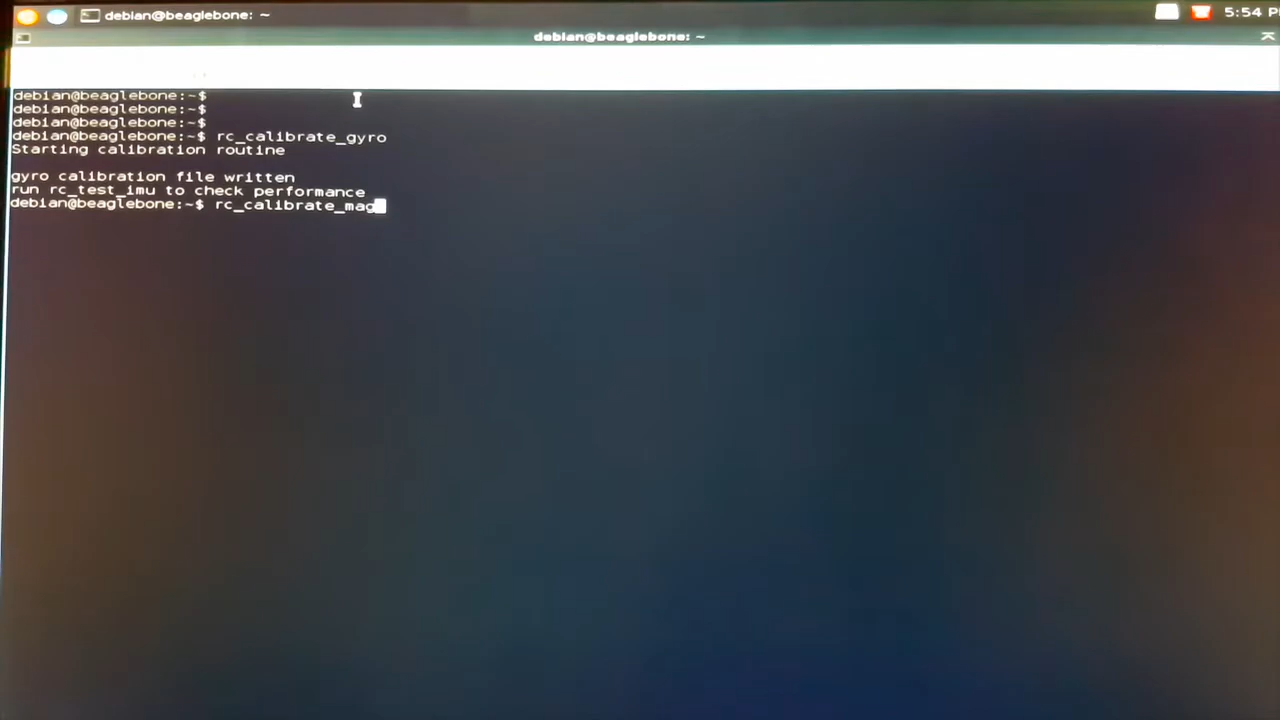 debian@beaglebone: ~
5:54 P
debian@beaglebone: ~
debian@beaglebone:~$
debian@beaglebone:~$
debian@beaglebone:~$
debian@beaglebone:~$ rc_calibrate_gyro
Starting calibration routine
gyro calibration file written
run rc_test_imu to check performance
debian@beaglebone:~$ rc_calibrate_mag